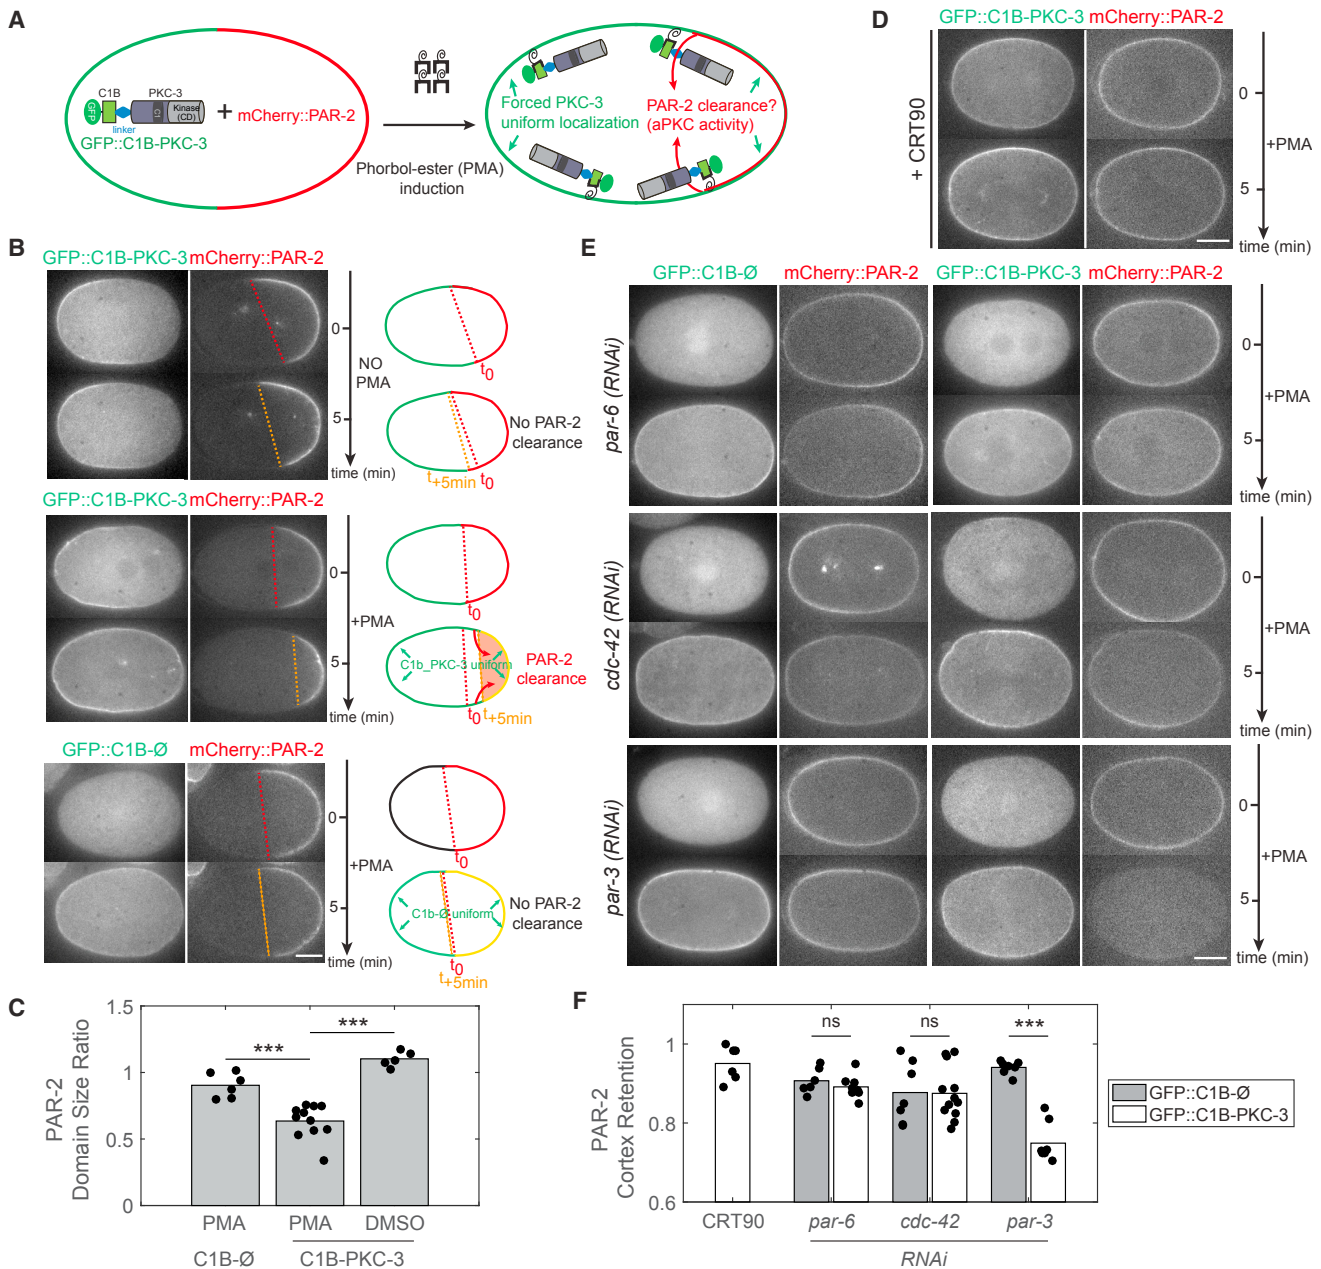 A
C1B
PKC-3
GFP
C1
Kinase
(CD)
linker
GFP::C1B-PKC-3
+ mCherry::PAR-2
Phorbol-ester (PMA)
induction
Forced PKC-3
uniform localization
PAR-2 clearance?
(aPKC activity)
B
GFP::C1B-PKC-3 mCherry::PAR-2
0
NO
PMA
5
time (min)
t0
No PAR-2
clearance
t+5min t0
GFP::C1B-PKC-3 mCherry::PAR-2
0
+PMA
5
time (min)
t0
C1b_PKC-3 uniform
PAR-2
clearance
t0 t+5min
GFP::C1B-Ø mCherry::PAR-2
0
+PMA
5
time (min)
t0
C1b-Ø uniform
No PAR-2
clearance
t0
t+5min
C
PAR-2
Domain Size Ratio
1.5
1
0.5
0
***
***
PMA PMA DMSO
C1B-Ø C1B-PKC-3
D
GFP::C1B-PKC-3 mCherry::PAR-2
+ CRT90
0
+PMA
5
time (min)
E
GFP::C1B-Ø mCherry::PAR-2 GFP::C1B-PKC-3 mCherry::PAR-2
par-6 (RNAi)
0
+PMA
5
time (min)
cdc-42 (RNAi)
0
+PMA
5
time (min)
par-3 (RNAi)
0
+PMA
5
time (min)
F
PAR-2
Cortex Retention
1
0.8
0.6
ns
ns
***
CRT90 par-6 cdc-42 par-3
RNAi
GFP::C1B-Ø
GFP::C1B-PKC-3